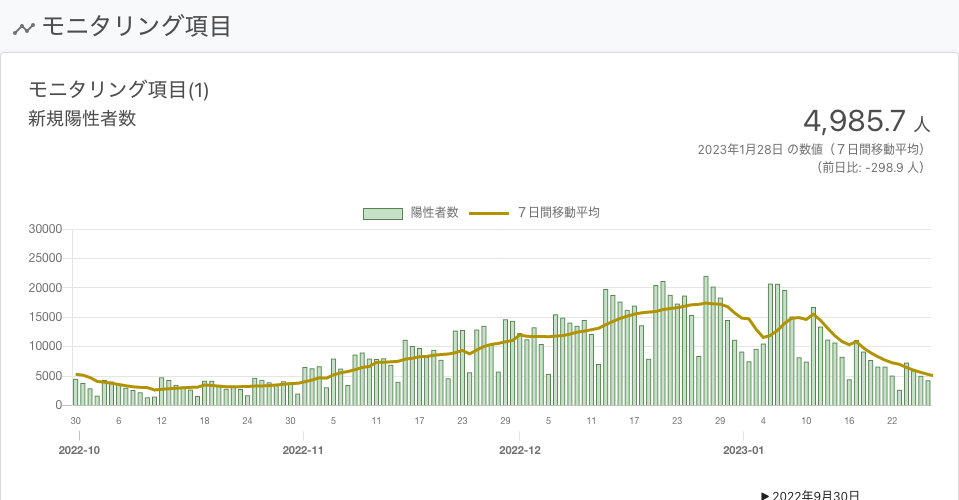 モニタリング項目
モニタリング項目(1)
新規陽性者数
4,985.7 人
2023年1月28日 の数値（７日間移動平均）
（前日比: -298.9 人）
陽性者数 ７日間移動平均
30000
25000
20000
15000
10000
5000
0
30 6 12 18 24 30 5 11 17 23 29 5 11 17 23 29 4 10 16 22
2022-10 2022-11 2022-12 2023-01
▶2022年9月30日